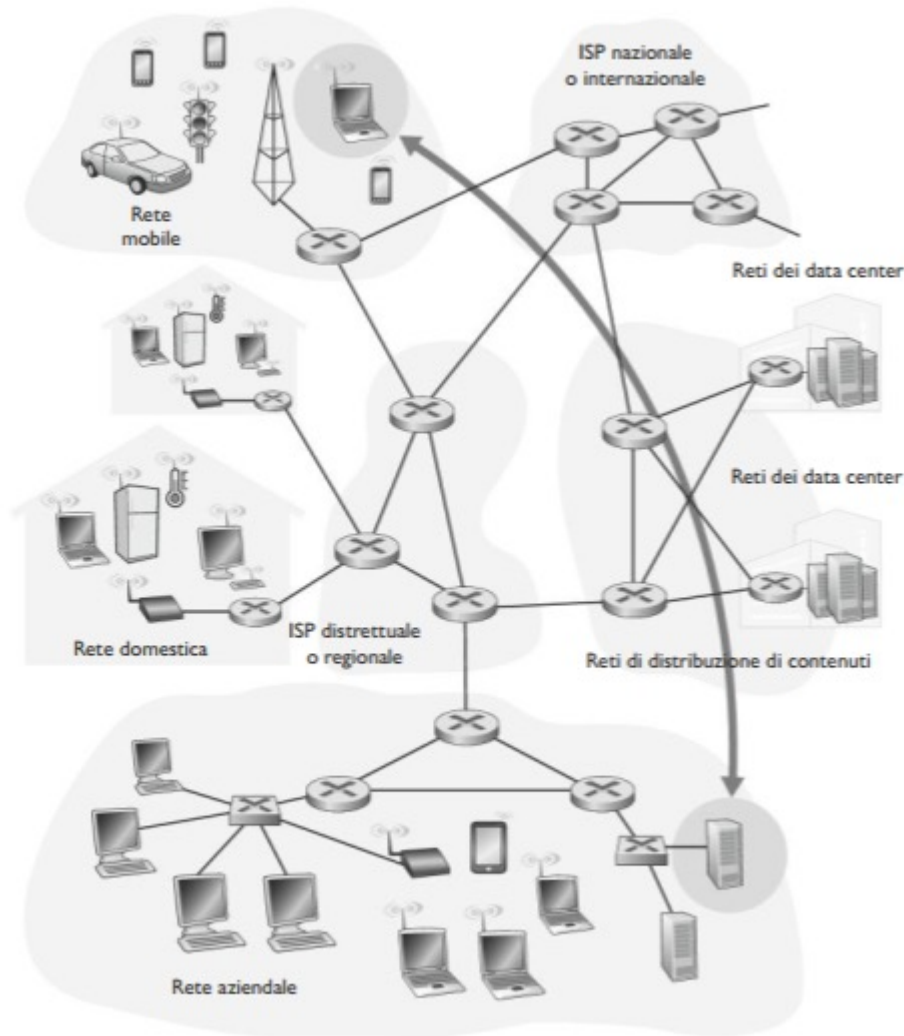 ISP nazionale
o internazionale
Rete
mobile
Reti dei data center
Reti dei data center
Rete domestica
ISP distrettuale
o regionale
Reti di distribuzione di contenuti
Rete aziendale